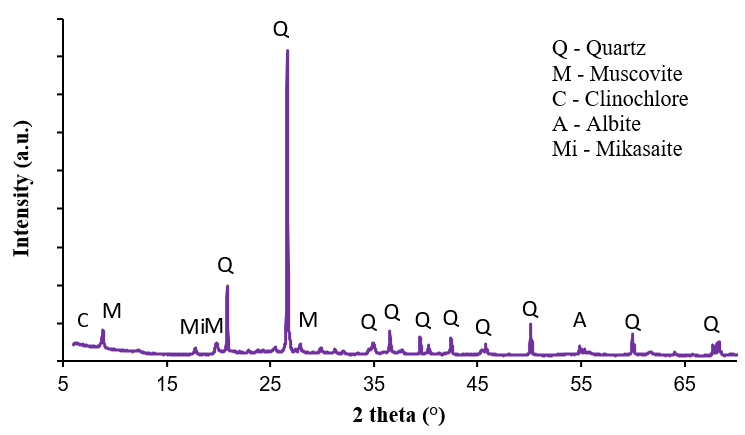 Q
Q - Quartz
M - Muscovite
C - Clinochlore
A - Albite
Mi - Mikasaite
Intensity (a.u.)
Q
C M MiM M Q Q Q Q Q Q A Q Q
5 15 25 35 45 55 65
2 theta (°)